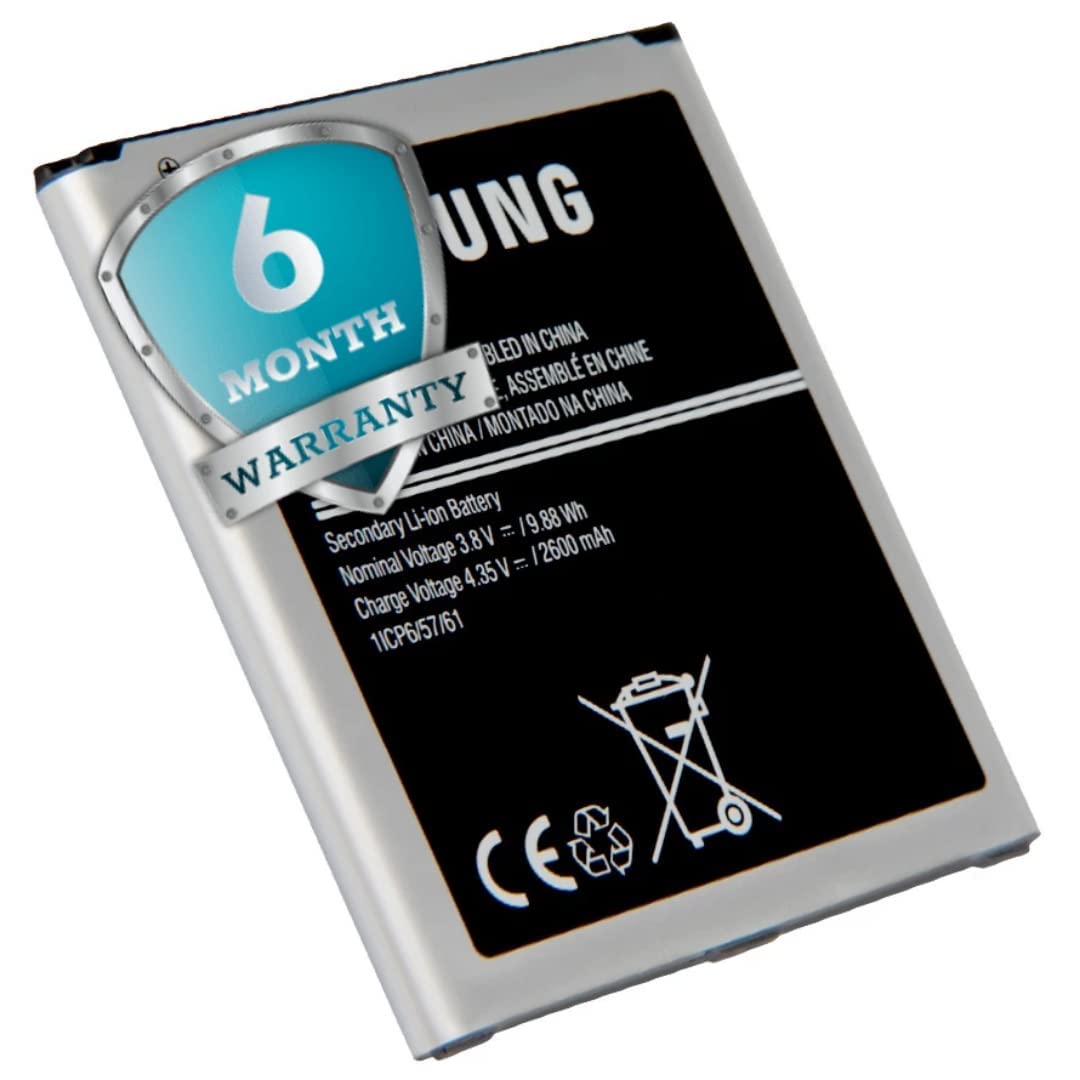 6
MONTH
WARRANTY
UNG
BLED IN CHINA
E, ASSEMBLÉ EN CHINE
N CHINA / MONTADO NA CHINA
Secondary Li-ion Battery
Nominal Voltage 3.8 V ⎓ / 9.88 Wh
Charge Voltage 4.35 V ⎓ / 2600 mAh
1ICP6/57/61
CE